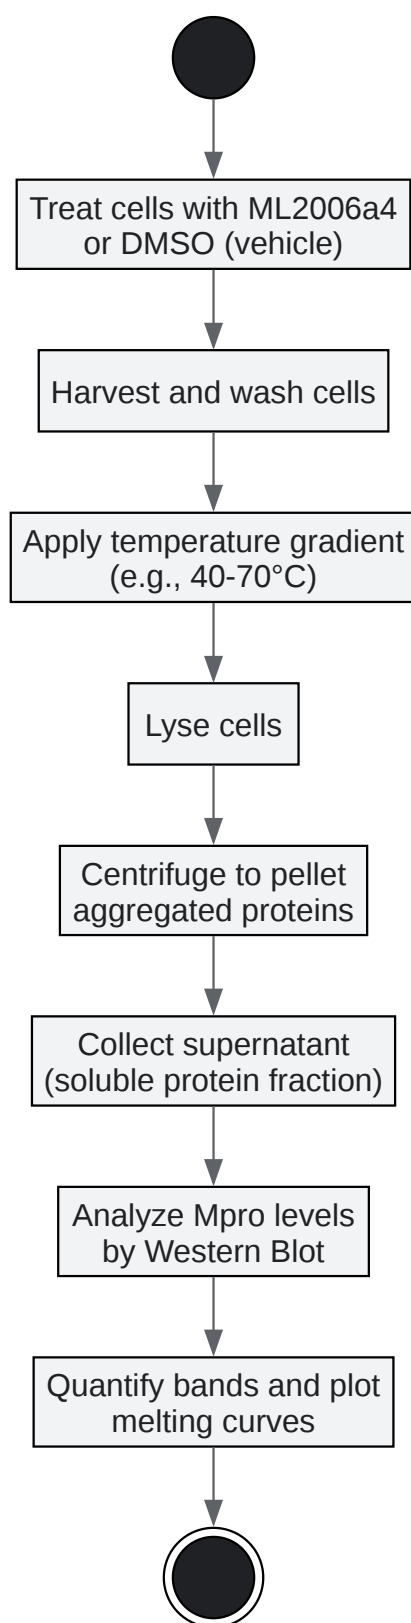 Treat cells with ML2006a4
or DMSO (vehicle)
Harvest and wash cells
Apply temperature gradient
(e.g., 40-70°C)
Lyse cells
Centrifuge to pellet
aggregated proteins
Collect supernatant
(soluble protein fraction)
Analyze Mpro levels
by Western Blot
Quantify bands and plot
melting curves